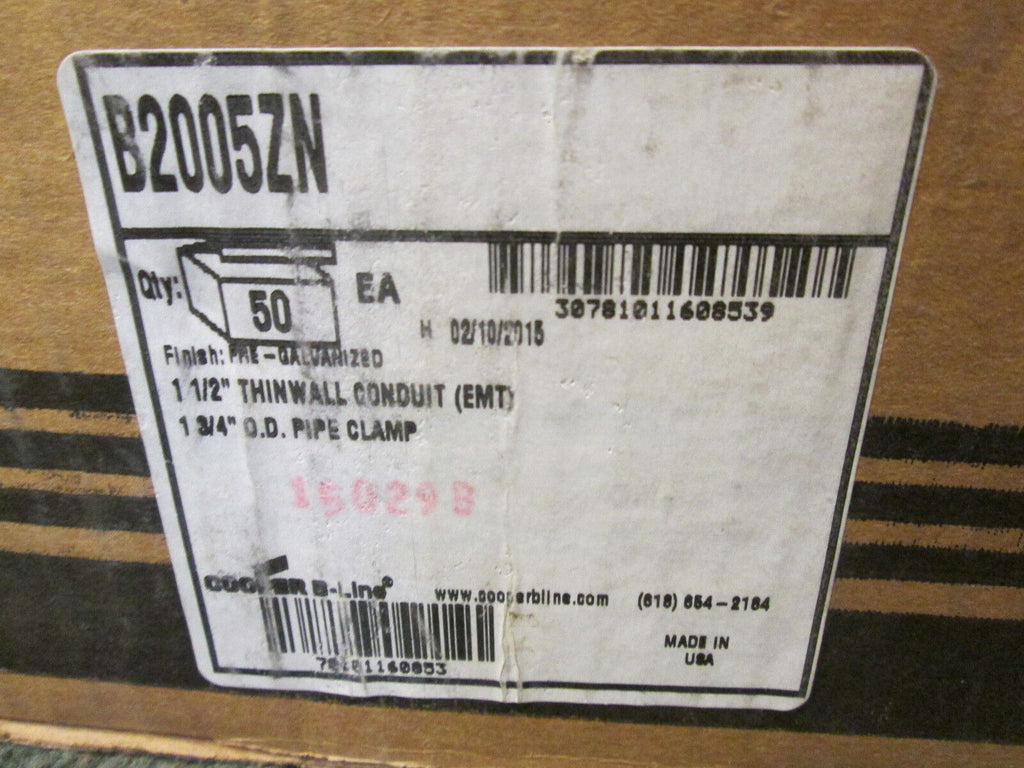 B2005ZN
Qty: 50 EA
30781011608539
H 02/10/2015
Finish: PRE-GALVANIZED
1 1/2" THINWALL CONDUIT (EMT)
1 3/4" O.D. PIPE CLAMP
15029B
COOPER B-Line®
www.cooperbline.com (618) 654-2184
78101160853
MADE IN
USA